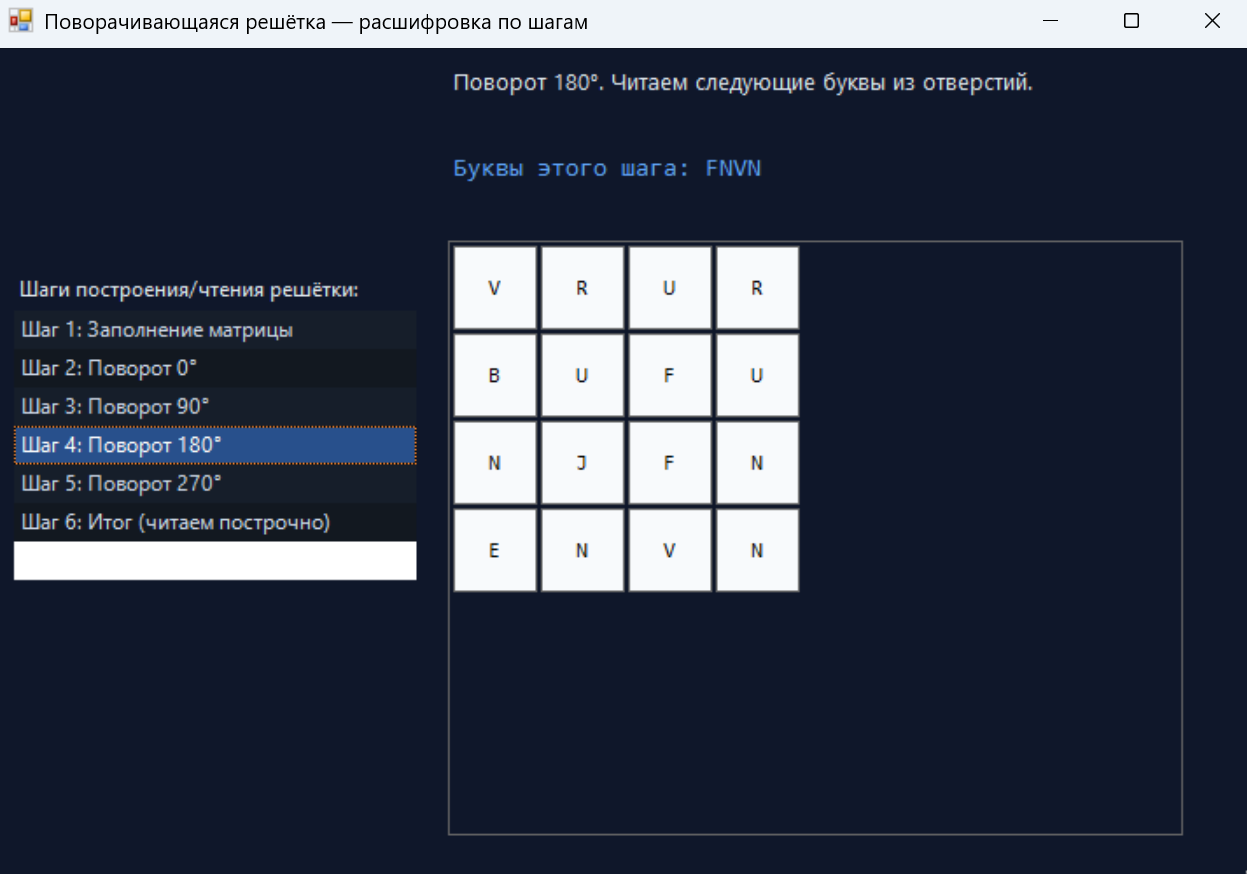 Поворачивающаяся решётка — расшифровка по шагам
Поворот 180°. Читаем следующие буквы из отверстий.
Буквы этого шага: FNVN
Шаги построения/чтения решётки:
Шаг 1: Заполнение матрицы
Шаг 2: Поворот 0°
Шаг 3: Поворот 90°
Шаг 4: Поворот 180°
Шаг 5: Поворот 270°
Шаг 6: Итог (читаем построчно)
V R U R
B U F U
N J F N
E N V N